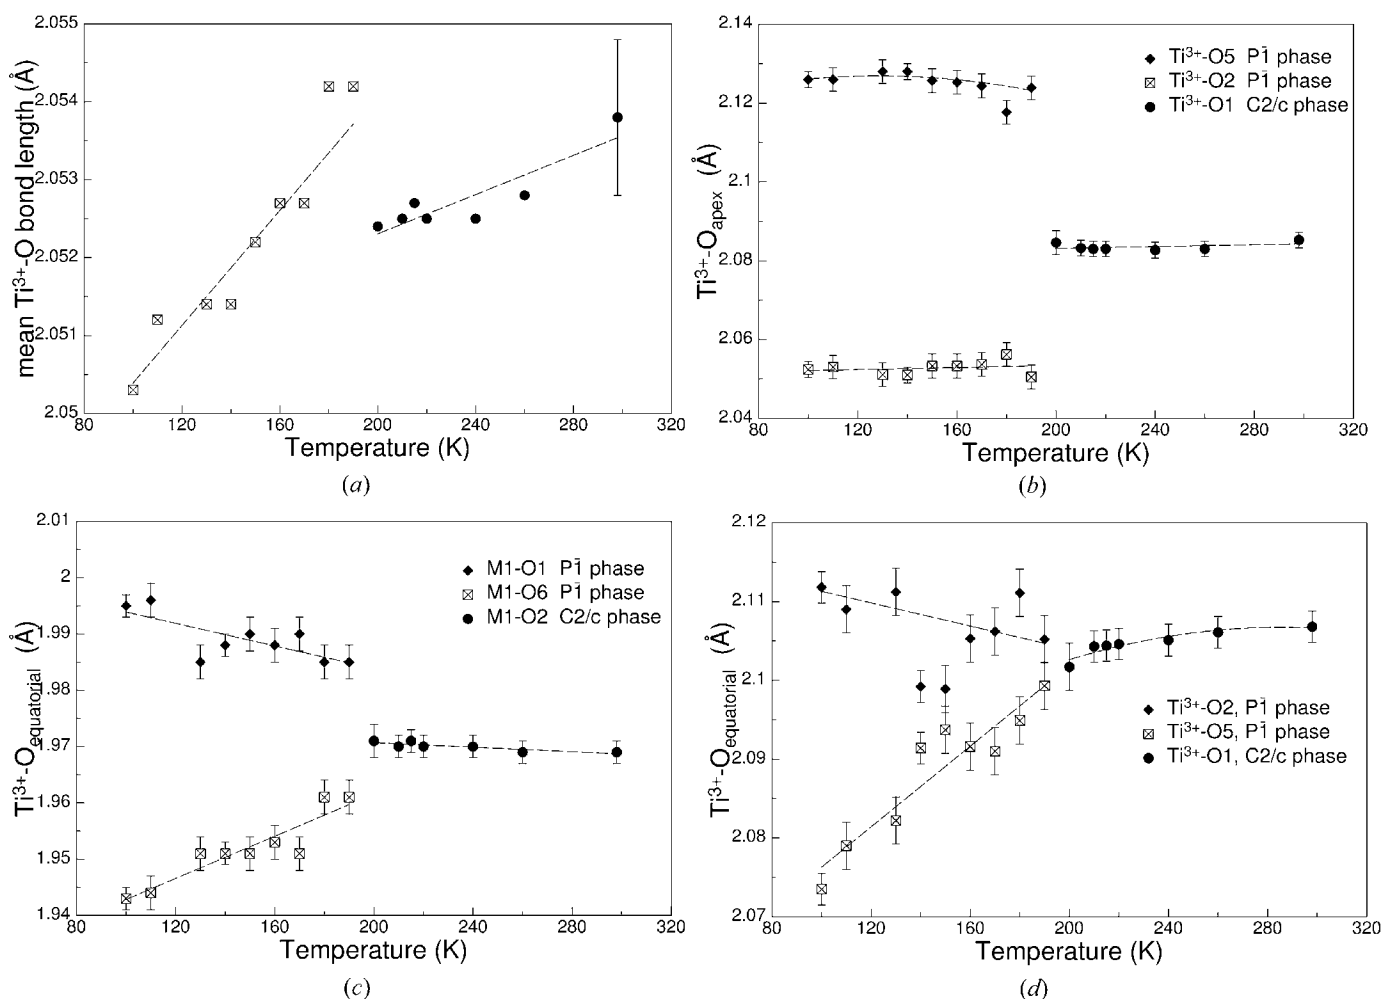 2.055
2.054
2.053
2.052
2.051
2.05
mean Ti³⁺-O bond length (Å)
80 120 160 200 240 280 320
Temperature (K)
(a)
2.14
2.12
2.1
2.08
2.06
2.04
Ti³⁺-O_apex (Å)
Ti³⁺-O5 P1̄ phase
Ti³⁺-O2 P1̄ phase
Ti³⁺-O1 C2/c phase
80 120 160 200 240 280 320
Temperature (K)
(b)
2.01
2
1.99
1.98
1.97
1.96
1.95
1.94
Ti³⁺-O_equatorial (Å)
M1-O1 P1̄ phase
M1-O6 P1̄ phase
M1-O2 C2/c phase
80 120 160 200 240 280 320
Temperature (K)
(c)
2.12
2.11
2.1
2.09
2.08
2.07
Ti³⁺-O_equatorial (Å)
Ti³⁺-O2, P1̄ phase
Ti³⁺-O5, P1̄ phase
Ti³⁺-O1, C2/c phase
80 120 160 200 240 280 320
Temperature (K)
(d)